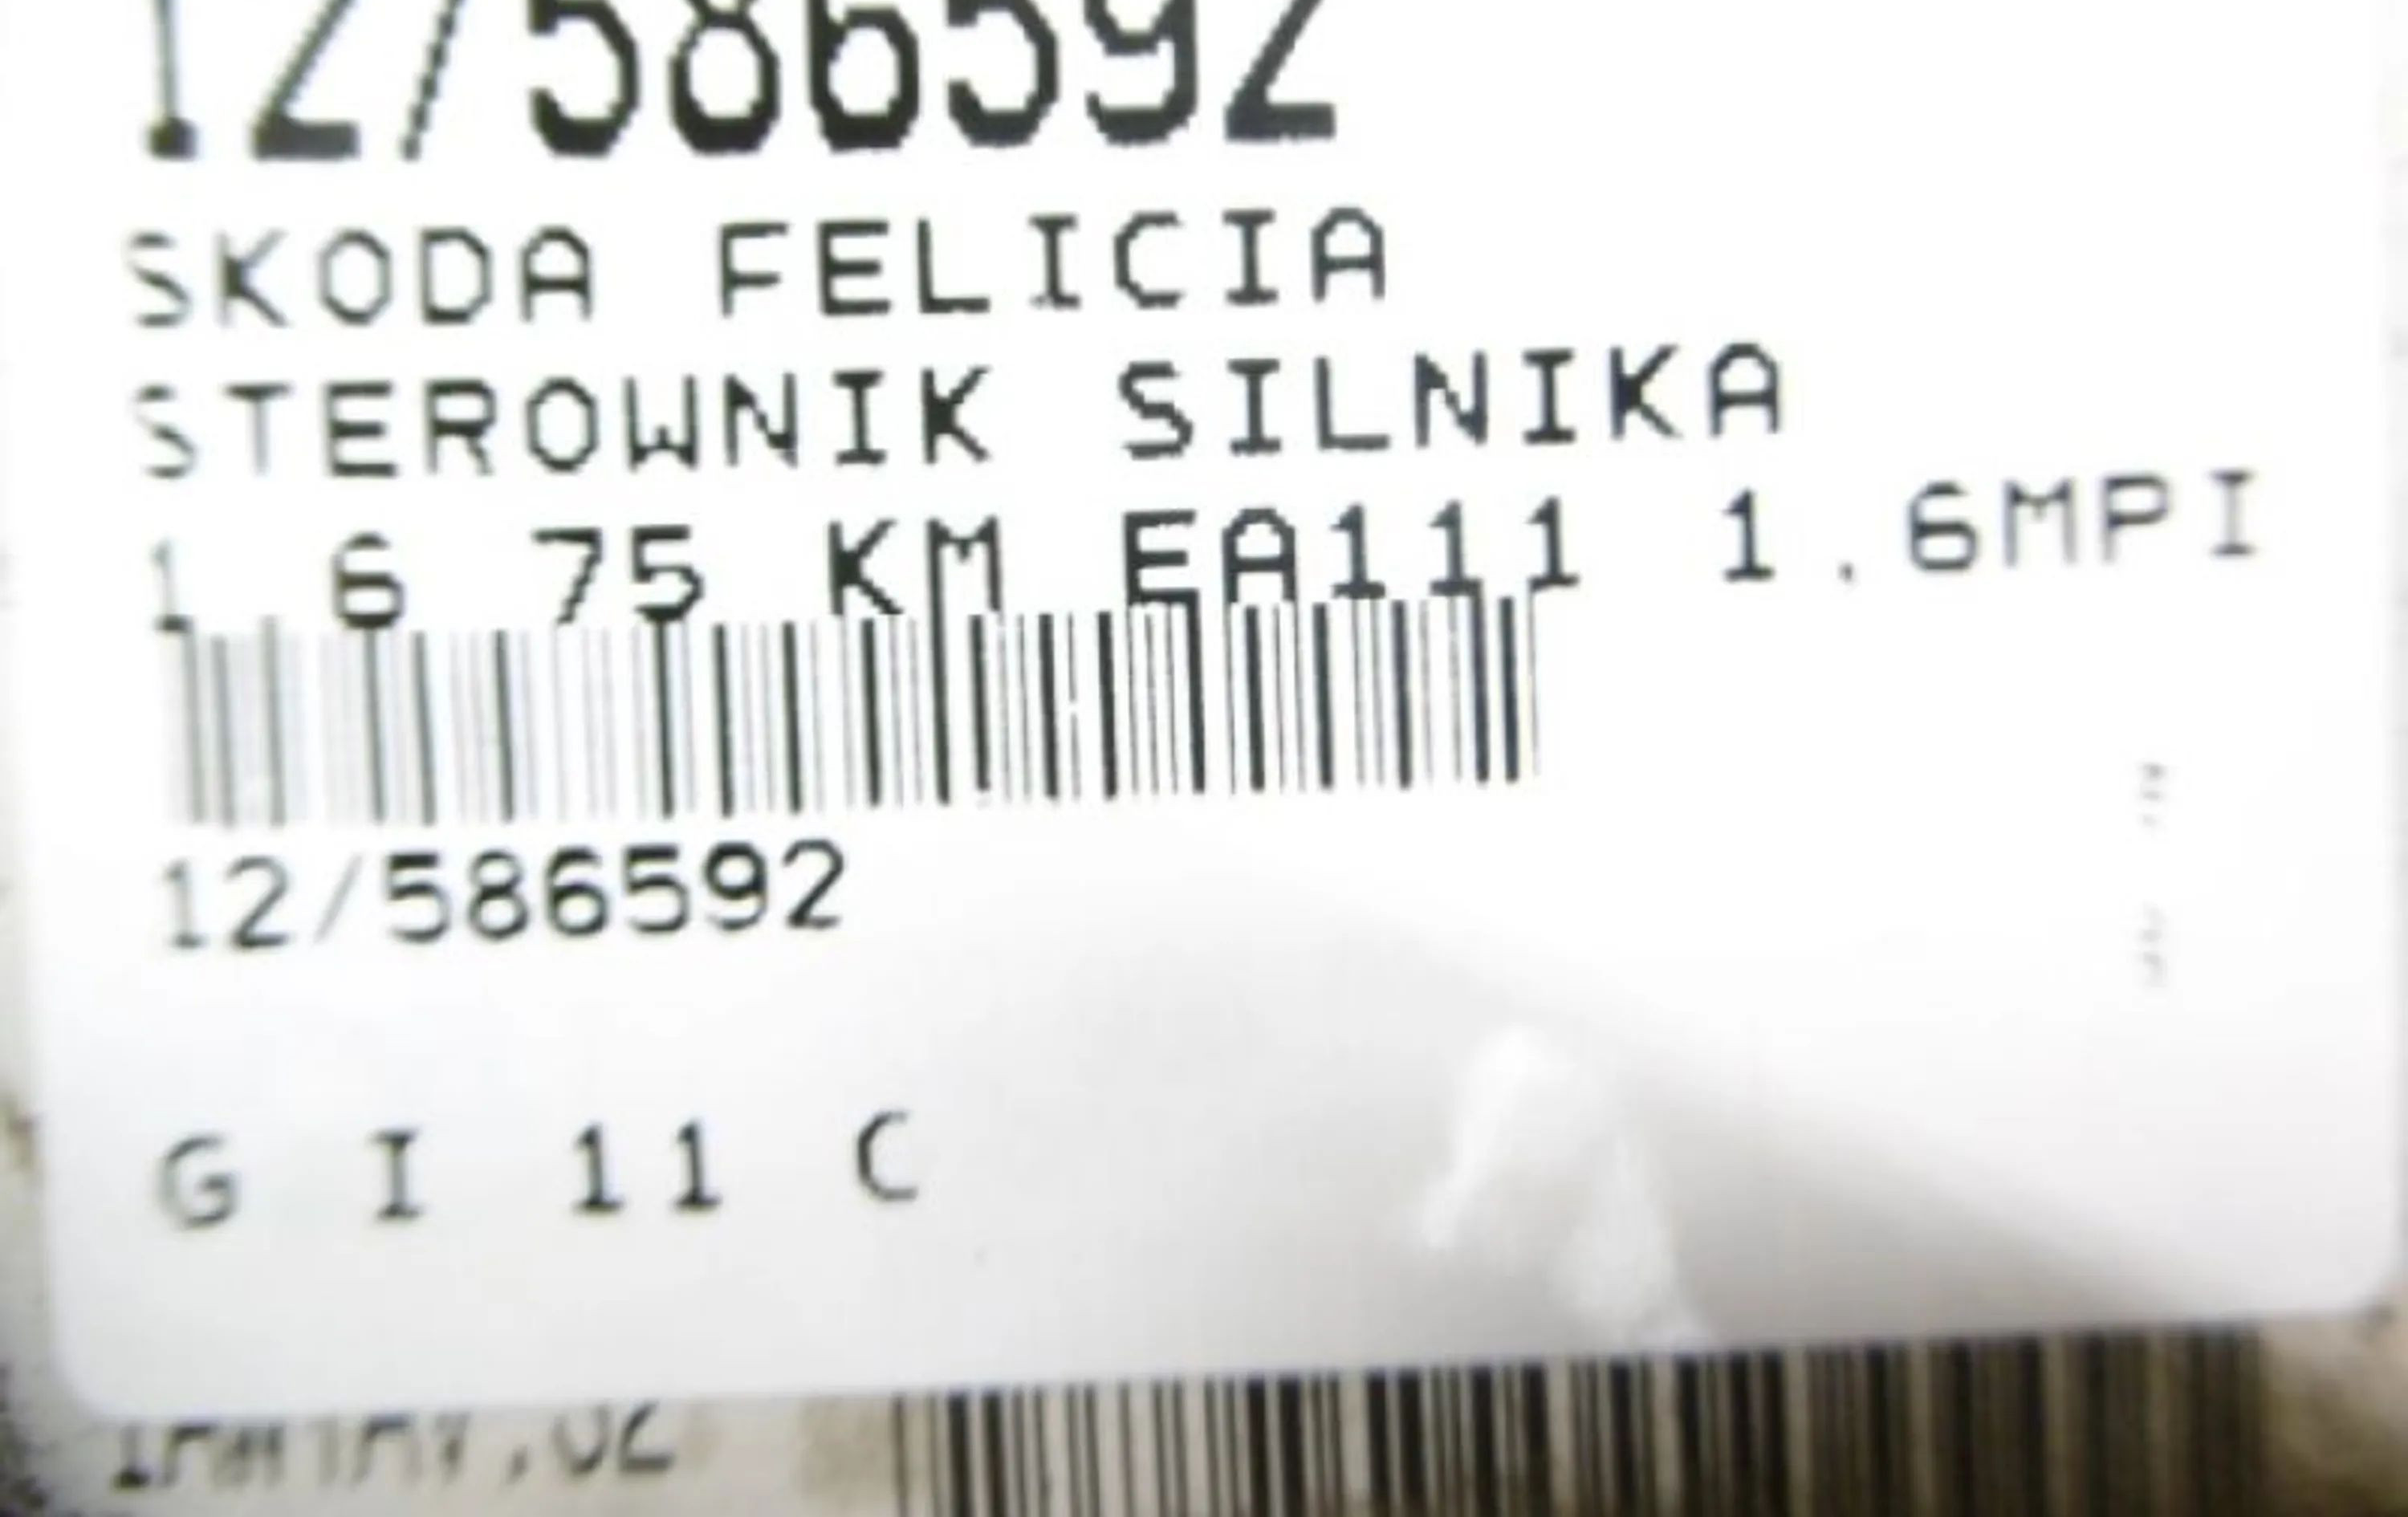 12/586592
SKODA FELICIA
STEROWNIK SILNIKA
1 6 75 KM EA111 1.6MPI
12/586592
G I 11 C